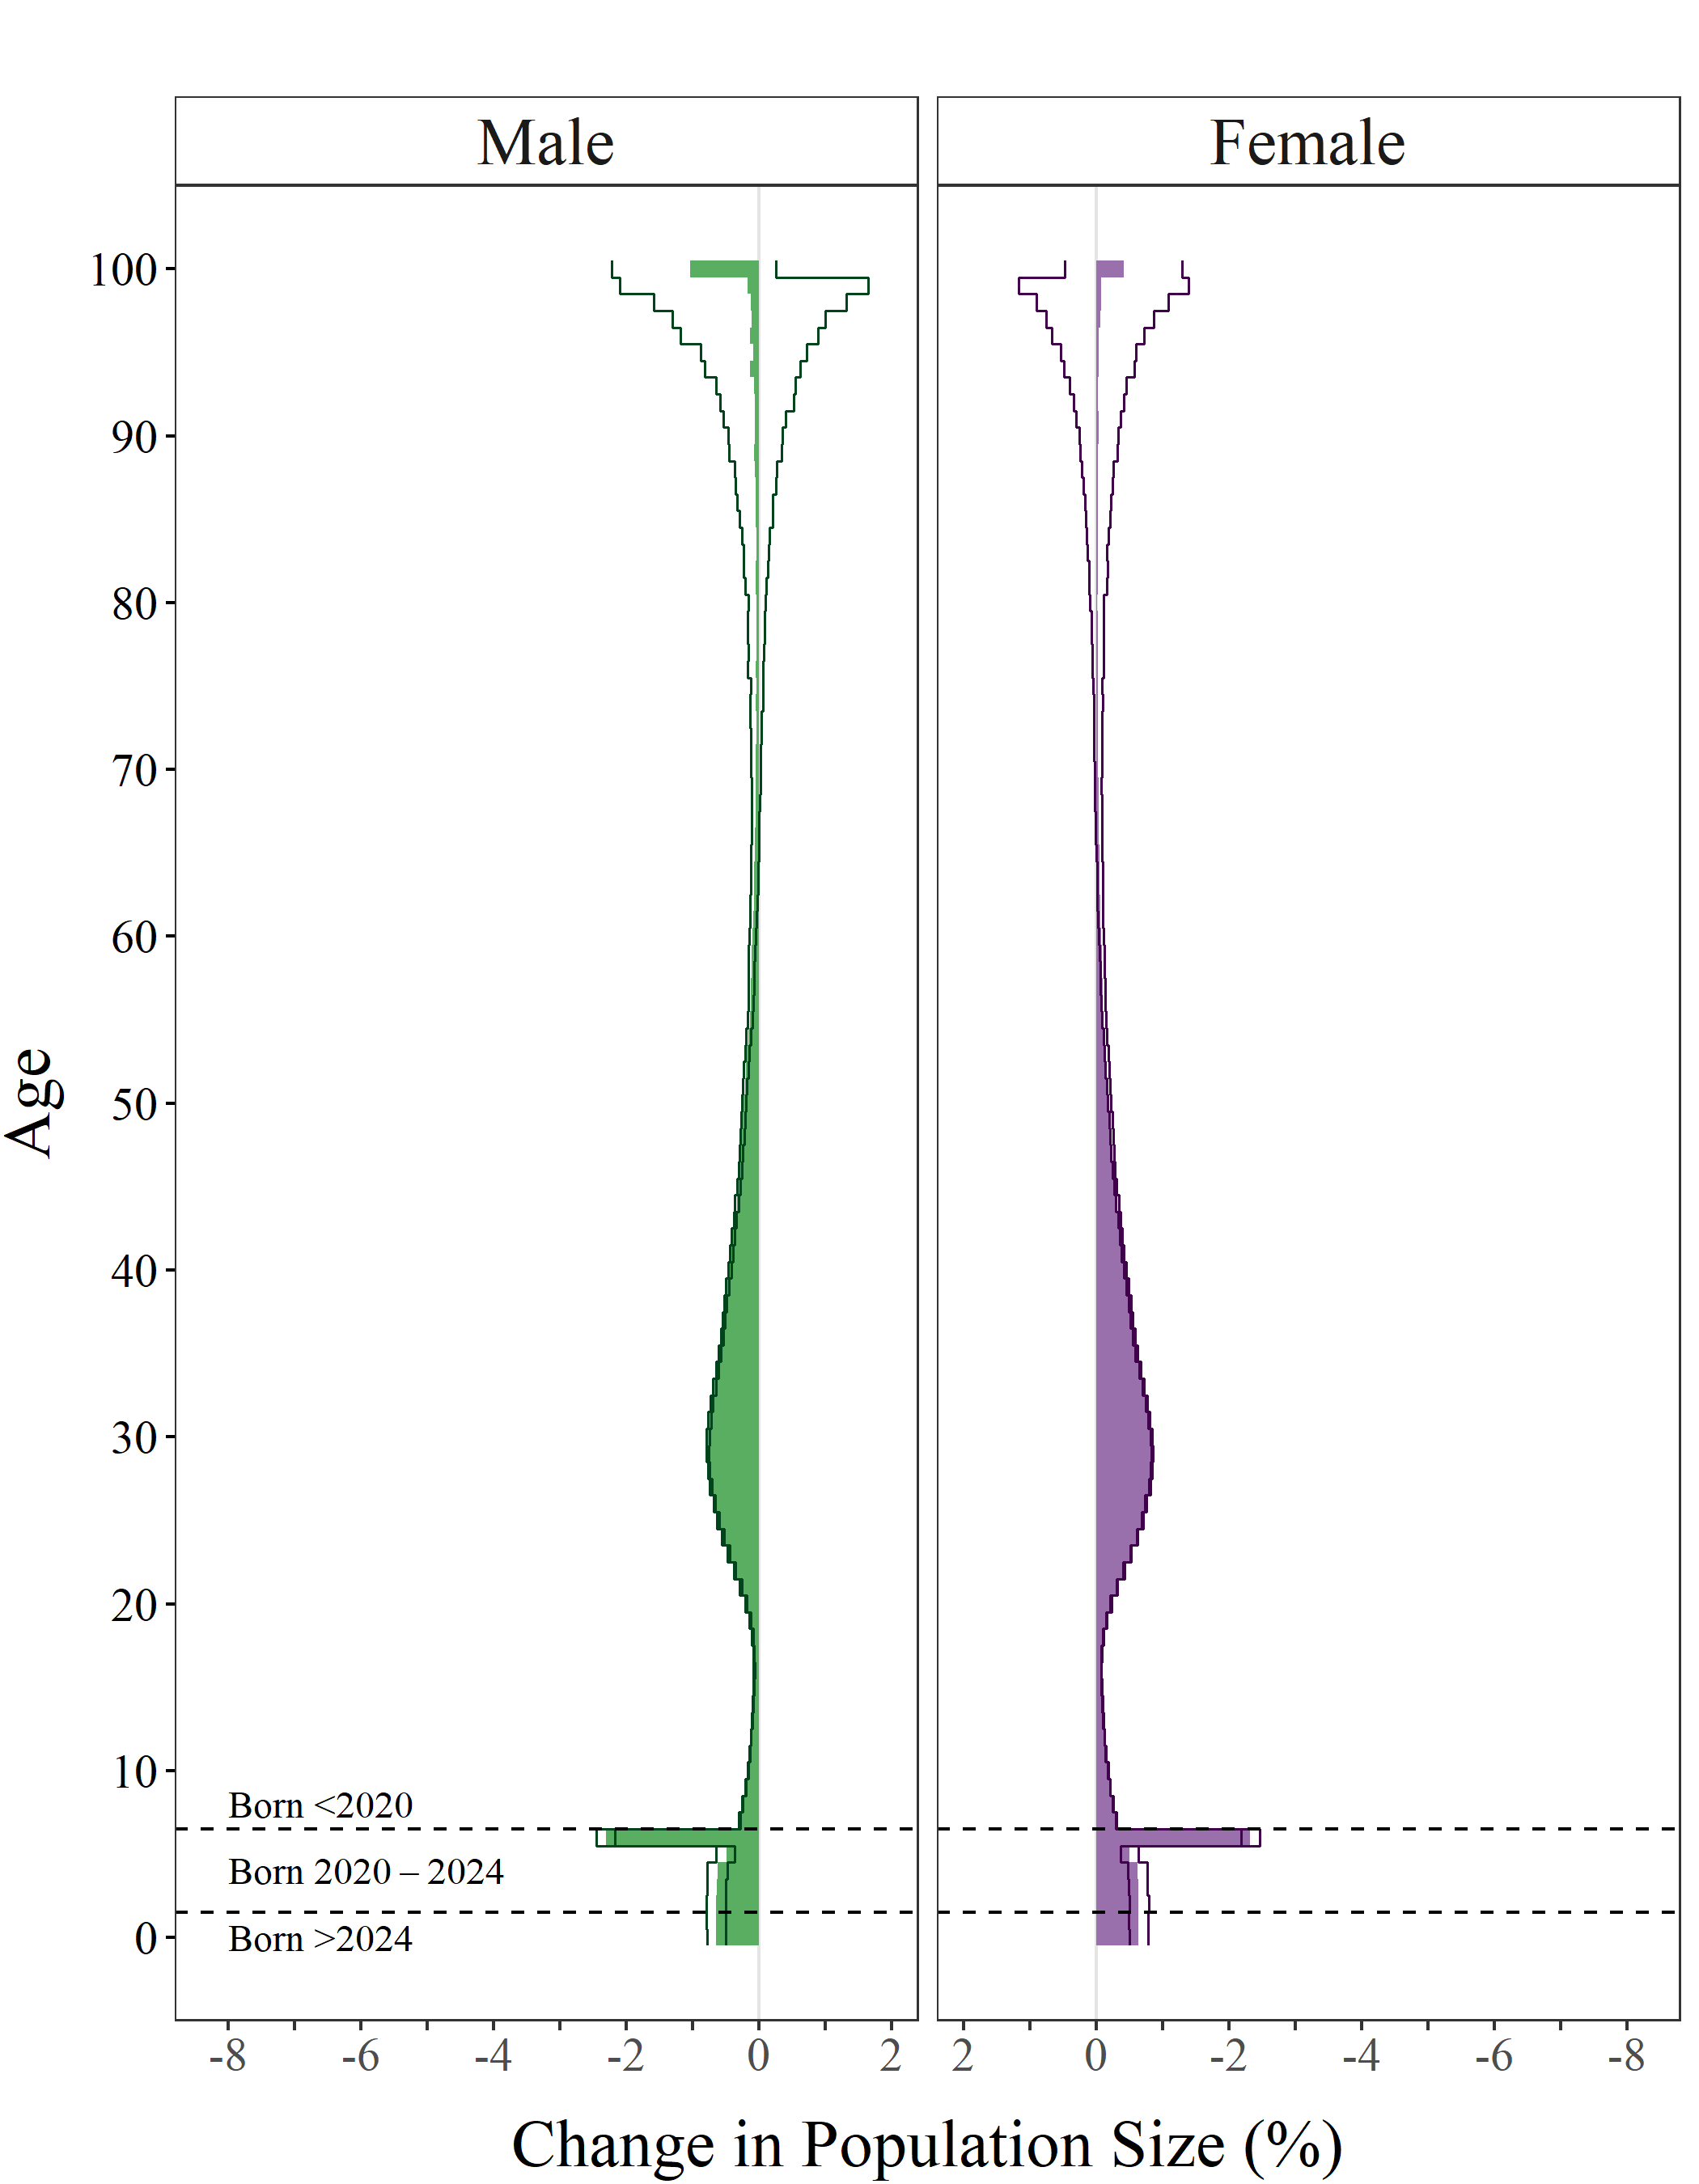 Male Female
100
90
80
70
60
50
40
30
20
10
0
Age
Born <2020
Born 2020 – 2024
Born >2024
-8 -6 -4 -2 0 2 2 0 -2 -4 -6 -8
Change in Population Size (%)